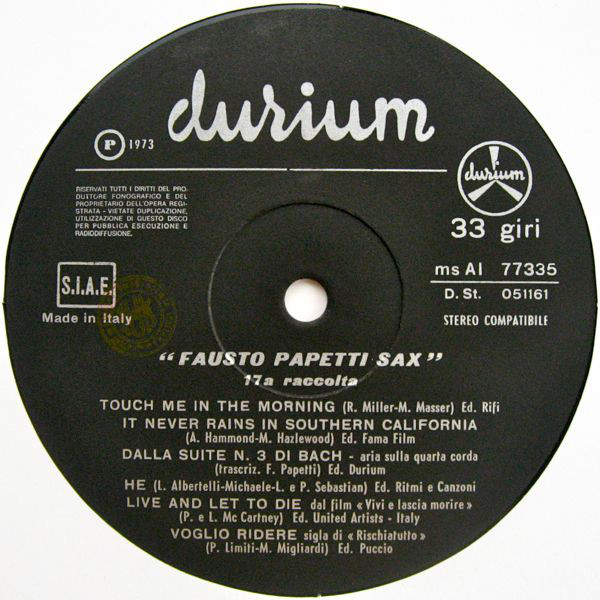 durium
P 1973
RISERVATI TUTTI I DIRITTI DEL PRO-
DUTTORE FONOGRAFICO E DEL
PROPRIETARIO DELL'OPERA REGI-
STRATA - VIETATE DUPLICAZIONE,
UTILIZZAZIONE DI QUESTO DISCO
PER PUBBLICA ESECUZIONE E
RADIODIFFUSIONE.
durium
33 giri
S.I.A.E.
Made in Italy
ms AI 77335
D. St. 051161
STEREO COMPATIBILE
"FAUSTO PAPETTI SAX"
17a raccolta
TOUCH ME IN THE MORNING (R. Miller-M. Masser) Ed. Rifi
IT NEVER RAINS IN SOUTHERN CALIFORNIA
(A. Hammond-M. Hazlewood) Ed. Fama Film
DALLA SUITE N. 3 DI BACH - aria sulla quarta corda
(trascriz. F. Papetti) Ed. Durium
HE (L. Albertelli-Michaele-L. e P. Sebastian) Ed. Ritmi e Canzoni
LIVE AND LET TO DIE dal film «Vivi e lascia morire»
(P. e L. Mc Cartney) Ed. United Artists - Italy
VOGLIO RIDERE sigla di «Rischiatutto»
(P. Limiti-M. Migliardi) Ed. Puccio